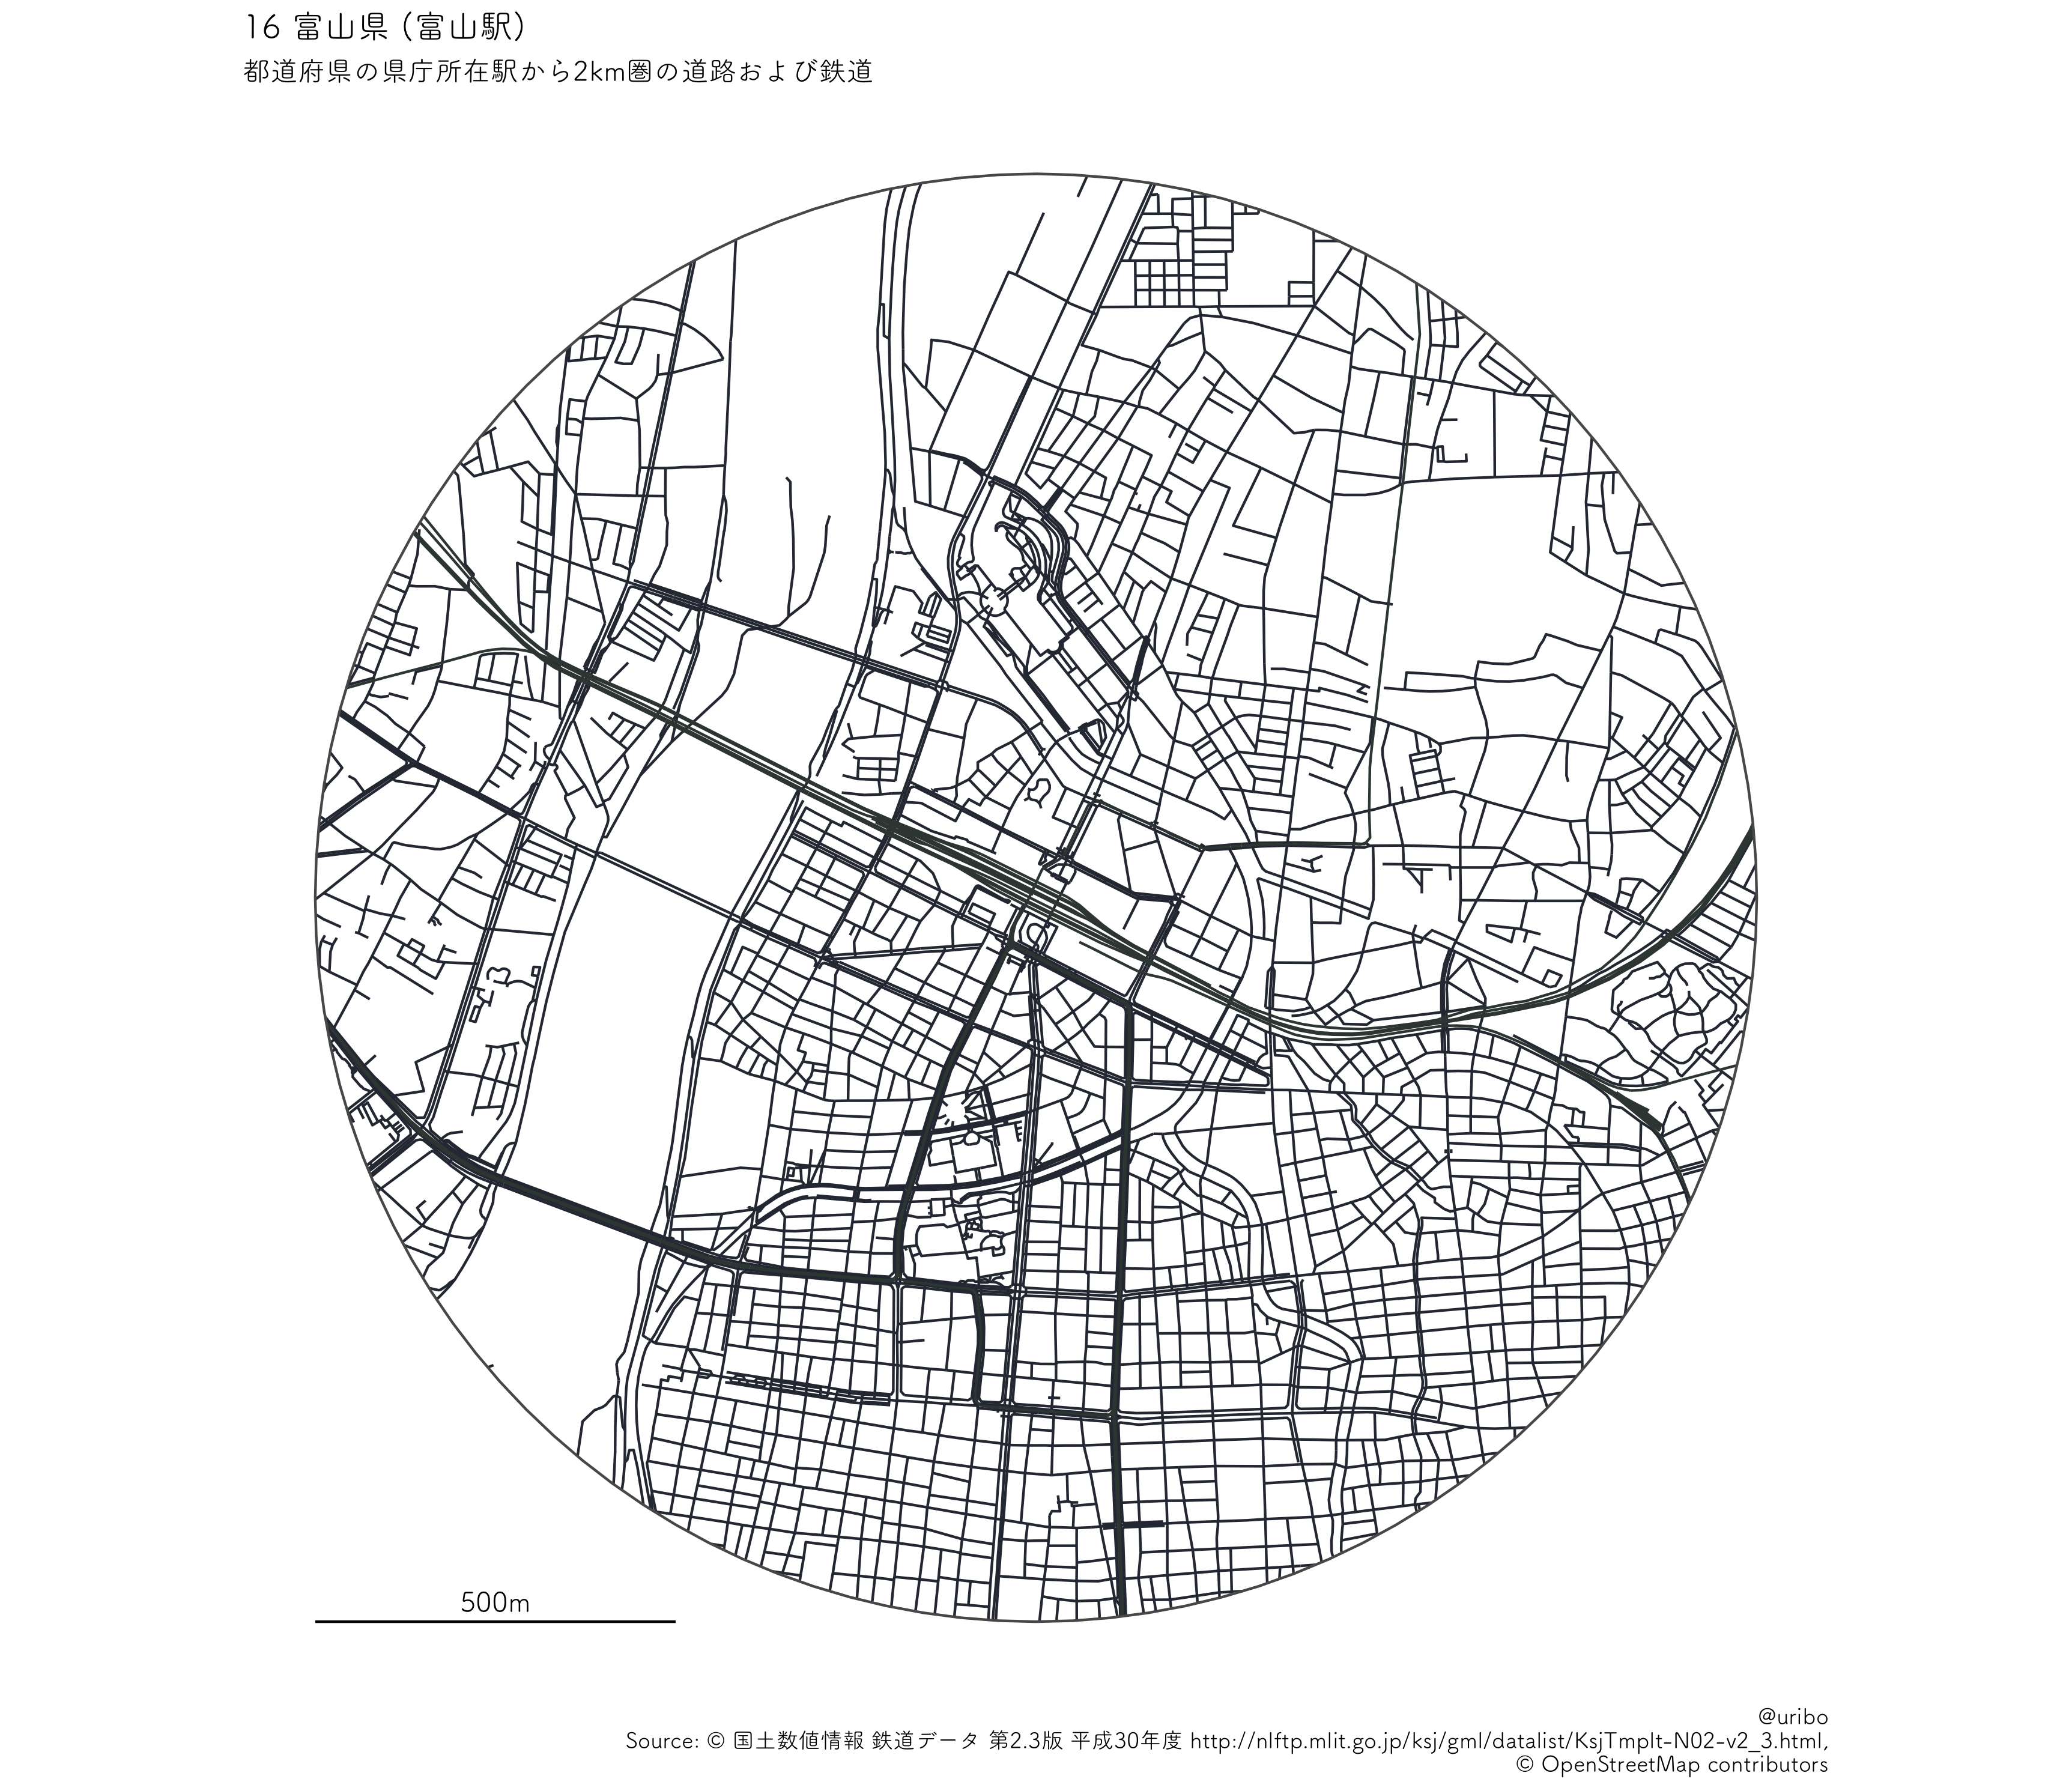 16 富山県 (富山駅)
都道府県の県庁所在駅から2km圏の道路および鉄道
500m
@uribo
Source: © 国土数値情報 鉄道データ 第2.3版 平成30年度 http://nlftp.mlit.go.jp/ksj/gml/datalist/KsjTmplt-N02-v2_3.html,
© OpenStreetMap contributors